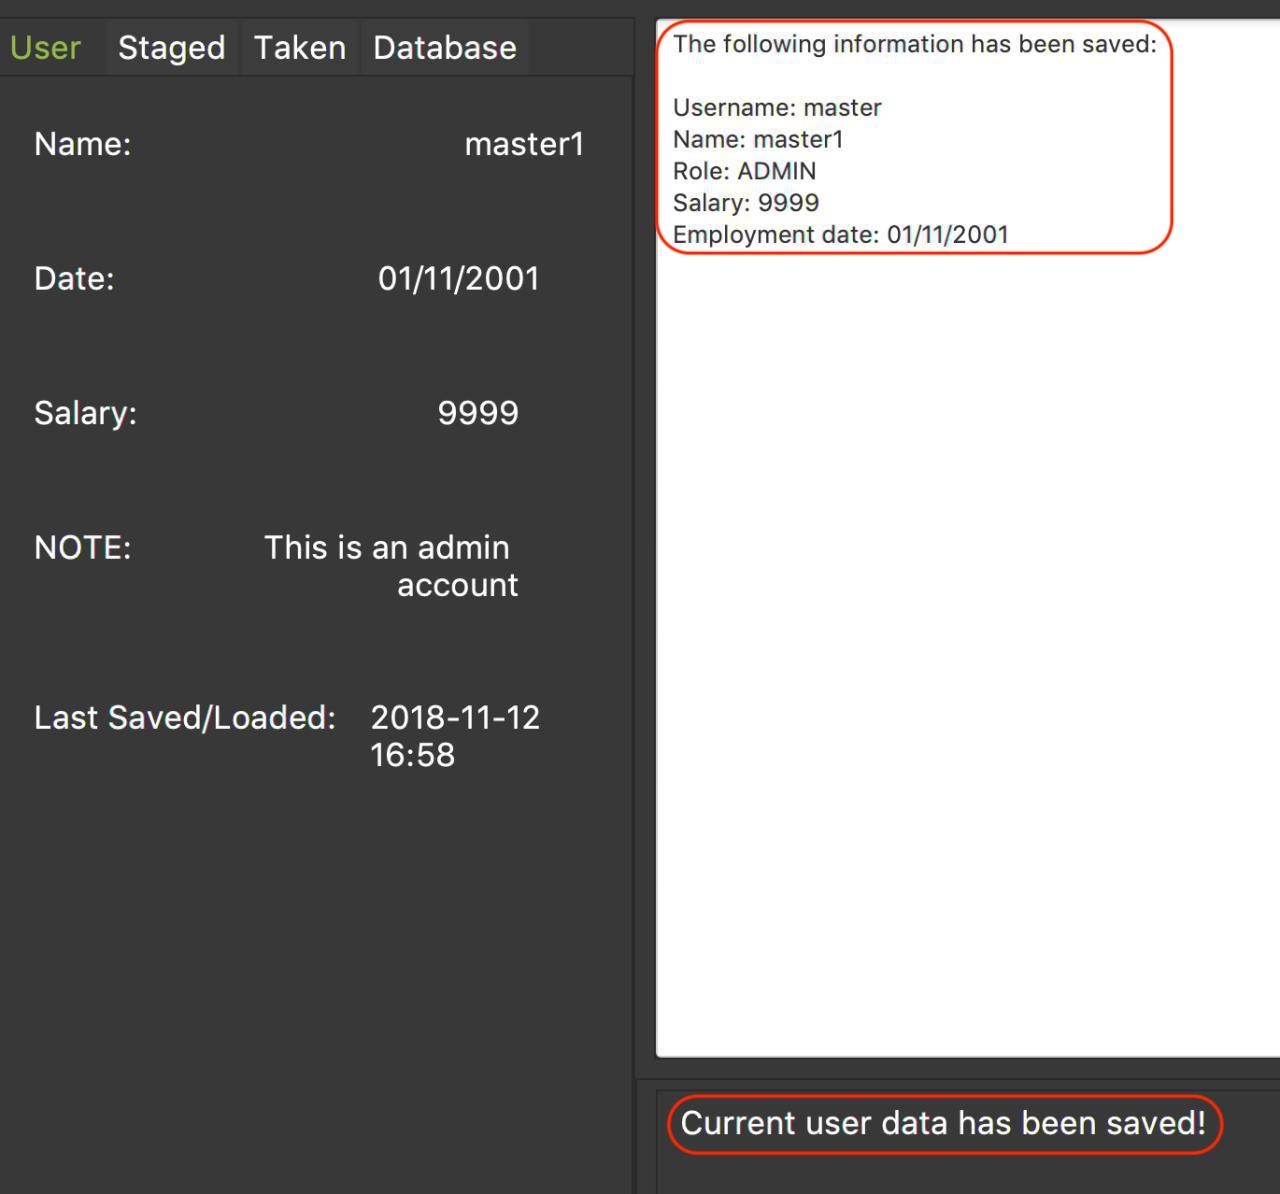 User Staged Taken Database
Name: master1
Date: 01/11/2001
Salary: 9999
NOTE: This is an admin
account
Last Saved/Loaded: 2018-11-12
16:58
The following information has been saved:
Username: master
Name: master1
Role: ADMIN
Salary: 9999
Employment date: 01/11/2001
Current user data has been saved!